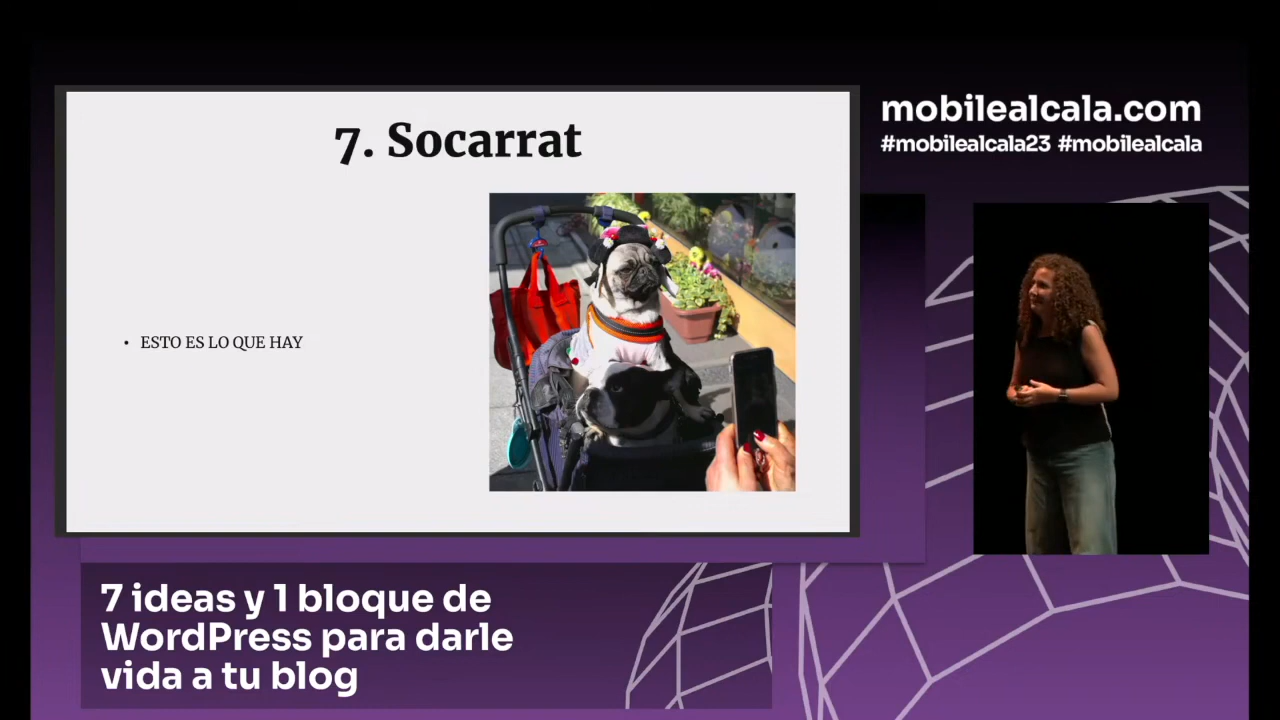 7. Socarrat
• ESTO ES LO QUE HAY
mobilealcala.com
#mobilealcala23 #mobilealcala
7 ideas y 1 bloque de
WordPress para darle
vida a tu blog